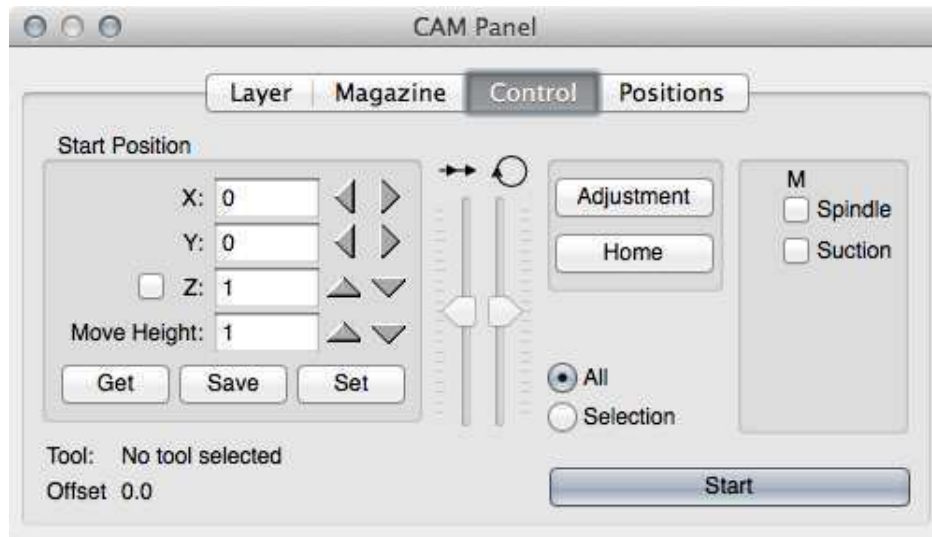 CAM Panel
Layer Magazine Control Positions
Start Position
X: 0
Y: 0
Z: 1
Move Height: 1
Get Save Set
Tool: No tool selected
Offset 0.0
Adjustment
Home
All
Selection
M
Spindle
Suction
Start